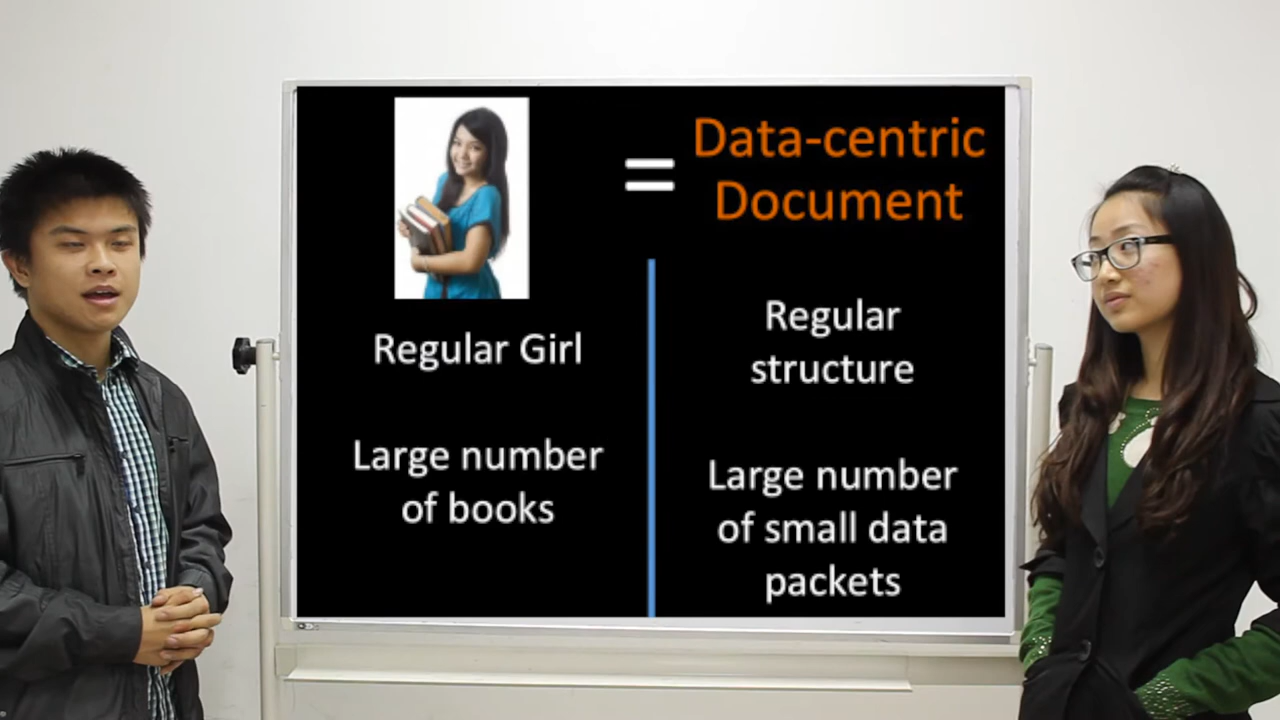 =
Data-centric
Document
Regular Girl
Large number
of books
Regular
structure
Large number
of small data
packets